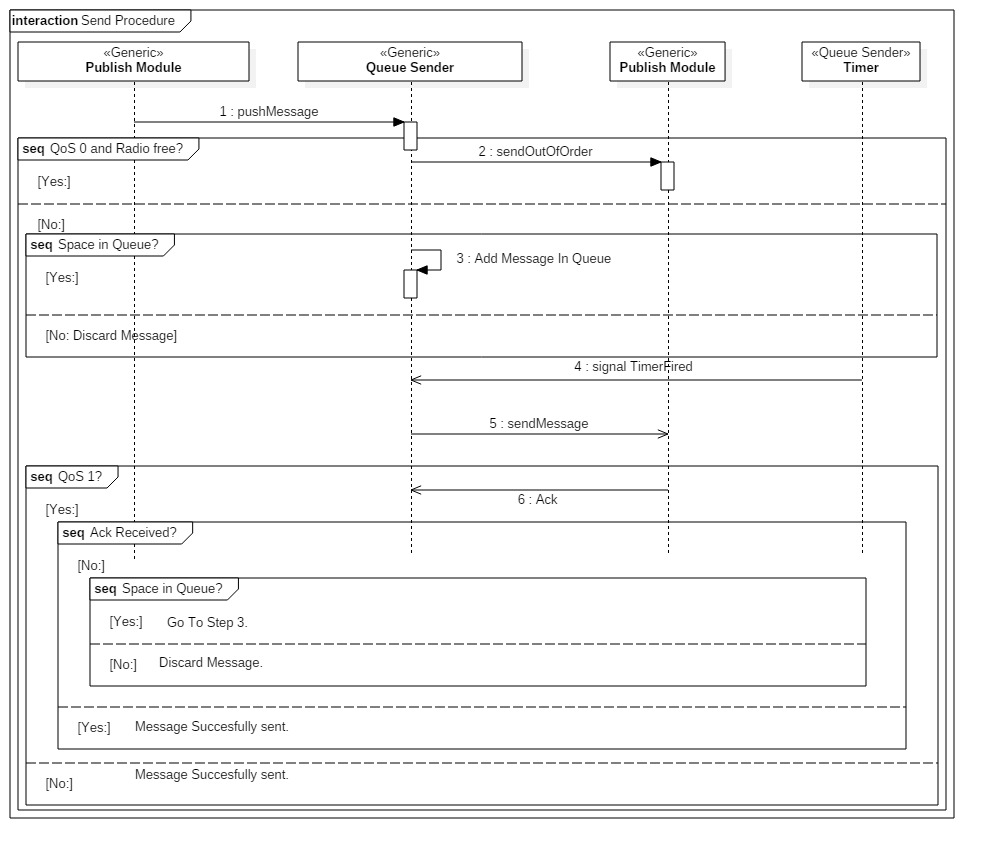 interaction Send Procedure
«Generic»
Publish Module
«Generic»
Queue Sender
«Generic»
Publish Module
«Queue Sender»
Timer
1 : pushMessage
seq QoS 0 and Radio free?
2 : sendOutOfOrder
[Yes:]
[No:]
seq Space in Queue?
3 : Add Message In Queue
[Yes:]
[No: Discard Message]
4 : signal TimerFired
5 : sendMessage
seq QoS 1?
6 : Ack
[Yes:]
seq Ack Received?
[No:]
seq Space in Queue?
[Yes:] Go To Step 3.
[No:] Discard Message.
[Yes:] Message Succesfully sent.
Message Succesfully sent.
[No:]